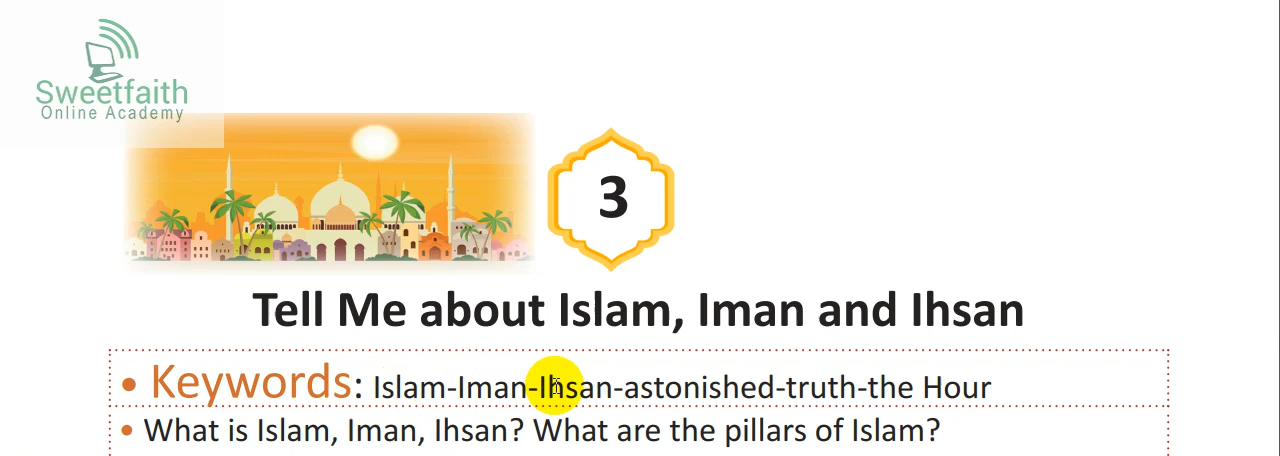 Sweetfaith
Online Academy
3
Tell Me about Islam, Iman and Ihsan
• Keywords: Islam-Iman-Ihsan-astonished-truth-the Hour
• What is Islam, Iman, Ihsan? What are the pillars of Islam?